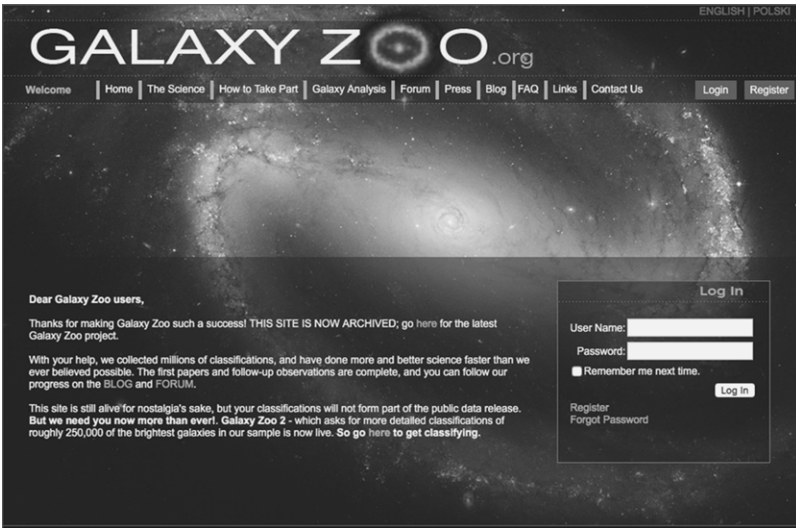 ENGLISH | POLSKI
GALAXY ZOO.org
Welcome | Home | The Science | How to Take Part | Galaxy Analysis | Forum | Press | Blog | FAQ | Links | Contact Us Login Register
Dear Galaxy Zoo users,
Thanks for making Galaxy Zoo such a success! THIS SITE IS NOW ARCHIVED; go here for the latest
Galaxy Zoo project.
With your help, we collected millions of classifications, and have done more and better science faster than we
ever believed possible. The first papers and follow-up observations are complete, and you can follow our
progress on the BLOG and FORUM.
This site is still alive for nostalgia's sake, but your classifications will not form part of the public data release.
But we need you now more than ever!. Galaxy Zoo 2 - which asks for more detailed classifications of
roughly 250,000 of the brightest galaxies in our sample is now live. So go here to get classifying.
Log In
User Name:
Password:
Remember me next time.
Log In
Register
Forgot Password